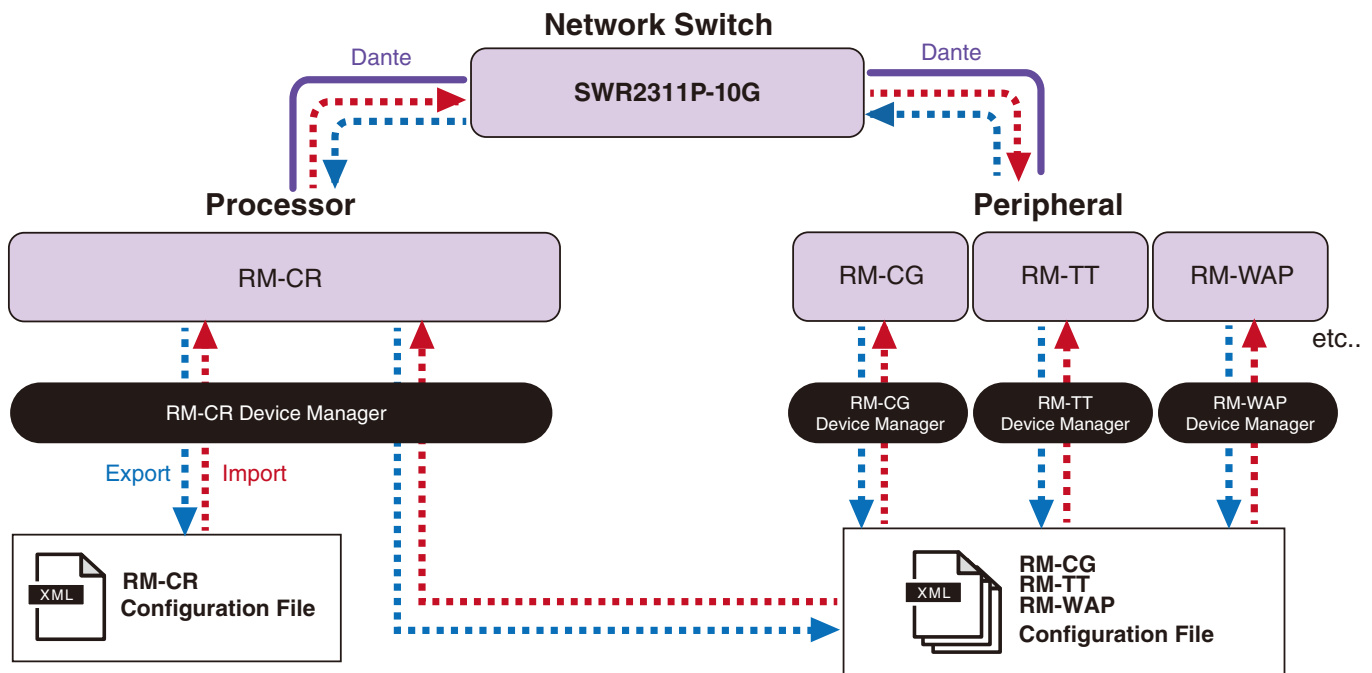 Network Switch
Dante
Dante
SWR2311P-10G
Processor
Peripheral
RM-CR
RM-CG
RM-TT
RM-WAP
etc..
RM-CR Device Manager
RM-CG
Device Manager
RM-TT
Device Manager
RM-WAP
Device Manager
Export
Import
XML
RM-CR
Configuration File
XML
RM-CG
RM-TT
RM-WAP
Configuration File